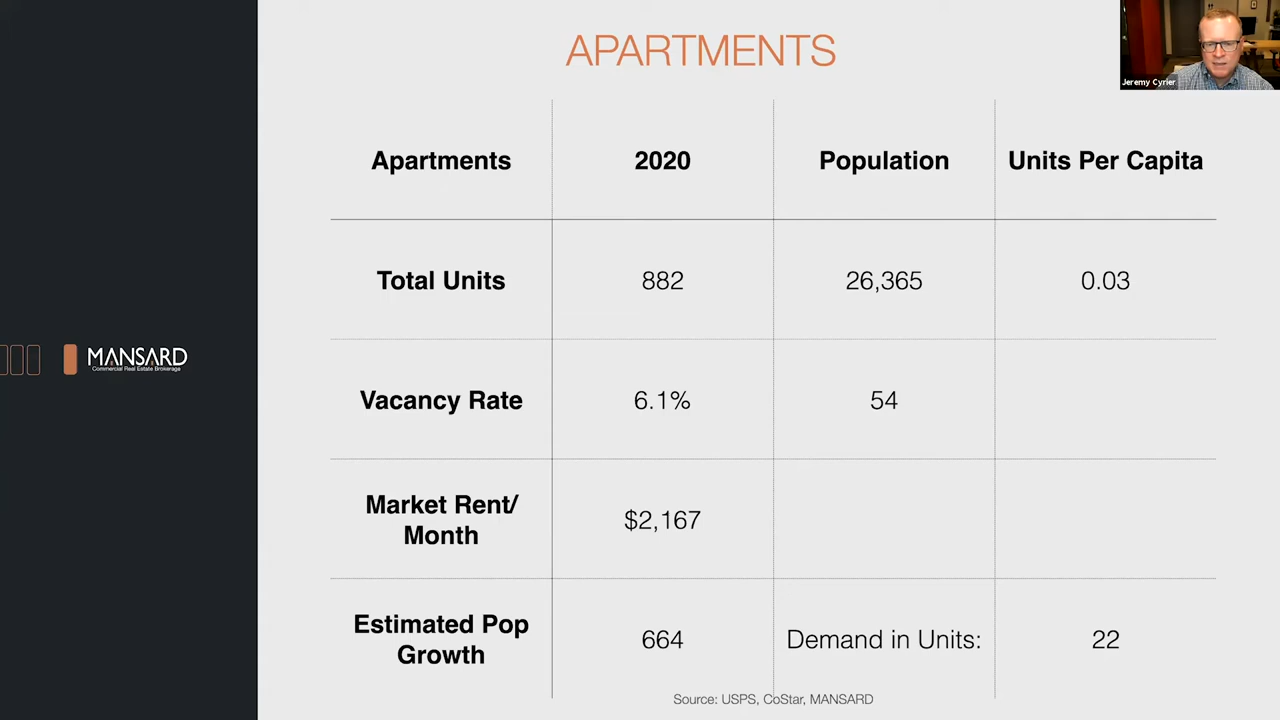 APARTMENTS
Jeremy Cyrier
Apartments 2020 Population Units Per Capita
Total Units 882 26,365 0.03
MANSARD
Commercial Real Estate Brokerage
Vacancy Rate 6.1% 54
Market Rent/
Month $2,167
Estimated Pop
Growth 664 Demand in Units: 22
Source: USPS, CoStar, MANSARD